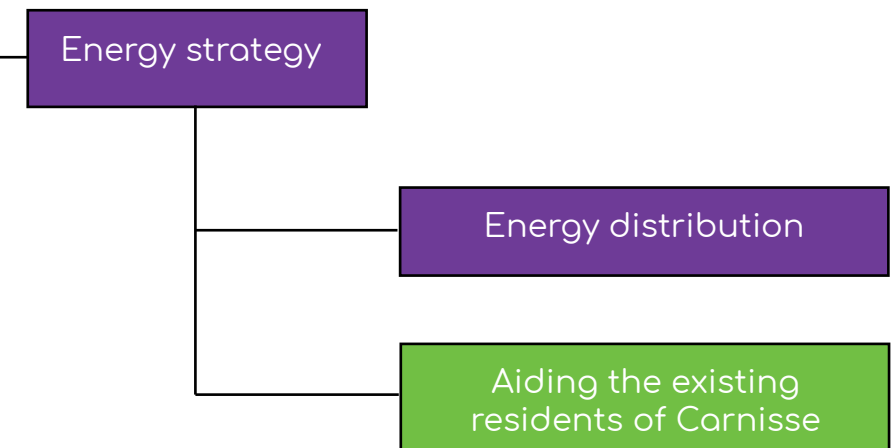 Energy strategy
Energy distribution
Aiding the existing
residents of Carnisse